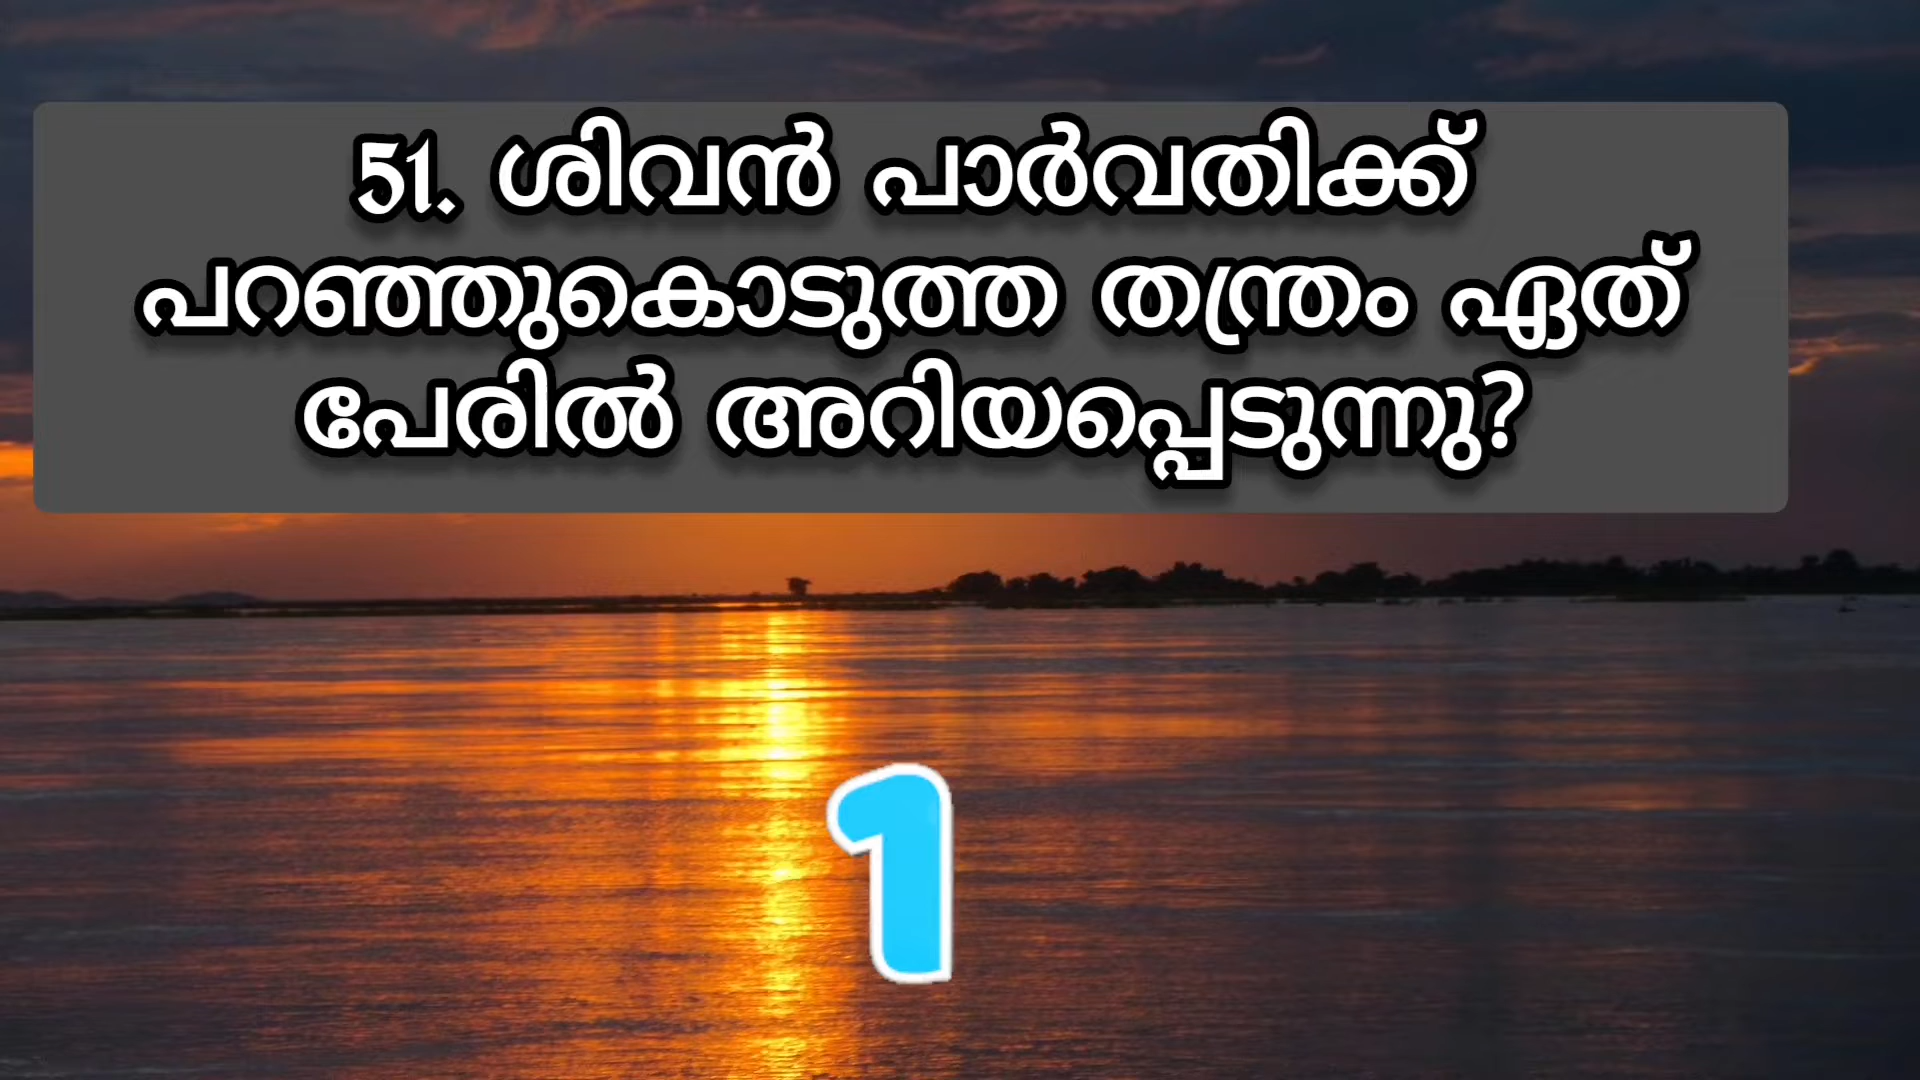 51. ശിവൻ പാർവതിക്ക്
പറഞ്ഞുകൊടുത്ത തന്ത്രം ഏത്
പേരിൽ അറിയപ്പെടുന്നു?
1